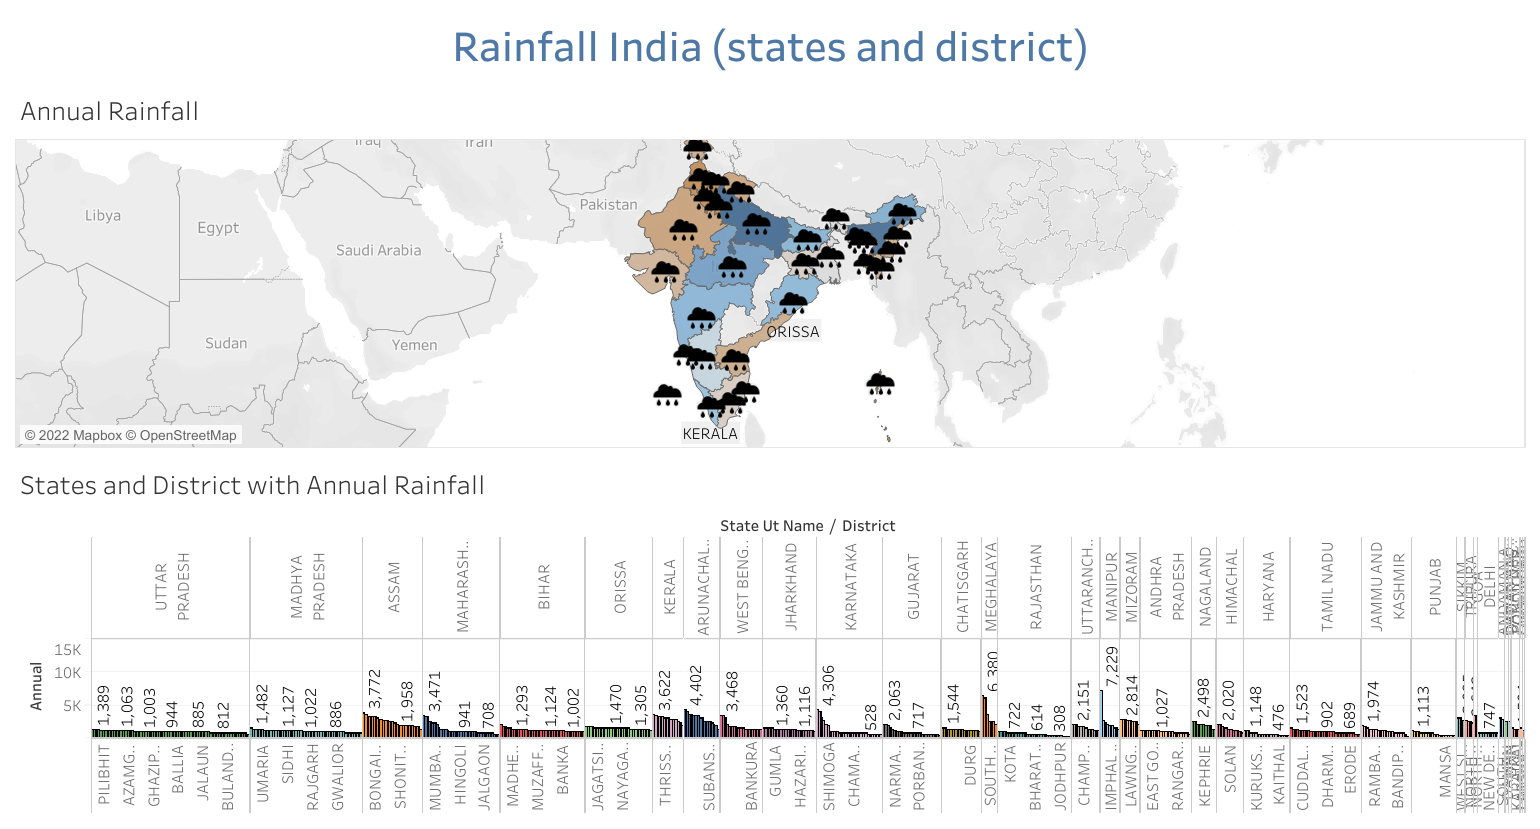 Rainfall India (states and district)
Annual Rainfall
Iraq
Iran
Libya
Egypt
Pakistan
Saudi Arabia
Sudan
Yemen
ORISSA
KERALA
© 2022 Mapbox © OpenStreetMap
States and District with Annual Rainfall
State Ut Name / District
UTTAR PRADESH
MADHYA PRADESH
ASSAM
MAHARASH..
BIHAR
ORISSA
KERALA
ARUNACHAL..
WEST BENG..
JHARKHAND
KARNATAKA
GUJARAT
CHATISGARH
MEGHALAYA
RAJASTHAN
UTTARANCH..
MANIPUR
MIZORAM
ANDHRA PRADESH
NAGALAND
HIMACHAL
HARYANA
TAMIL NADU
JAMMU AND KASHMIR
PUNJAB
DELHI
Annual
15K
10K
5K
1,389
1,063
1,003
944
885
812
1,482
1,127
1,022
886
3,772
1,958
3,471
941
708
1,293
1,124
1,002
1,470
1,305
3,622
4,402
3,468
1,360
1,116
4,306
528
2,063
717
1,544
6,380
722
614
308
2,151
7,229
2,814
1,027
2,498
2,020
1,148
476
1,523
902
689
1,974
1,113
747
PILIBHIT
AZAMG..
GHAZIP..
BALLIA
JALAUN
BULAND..
UMARIA
SIDHI
RAJGARH
GWALIOR
BONGAI..
SHONIT..
MUMBA..
HINGOLI
JALGAON
MADHE..
MUZAFF..
BANKA
JAGATSI..
NAYAGA..
THRISS..
SUBANS..
BANKURA
GUMLA
HAZARI..
SHIMOGA
CHAMA..
NARMA..
PORBAN..
DURG
SOUTH ..
KOTA
BHARAT..
JODHPUR
CHAMP..
IMPHAL ..
LAWNG..
EAST GO..
RANGAR..
KEPHRIE
SOLAN
KURUKS..
KAITHAL
CUDDAL..
DHARM..
ERODE
RAMBA..
BANDIP..
MANSA
NEW DE..